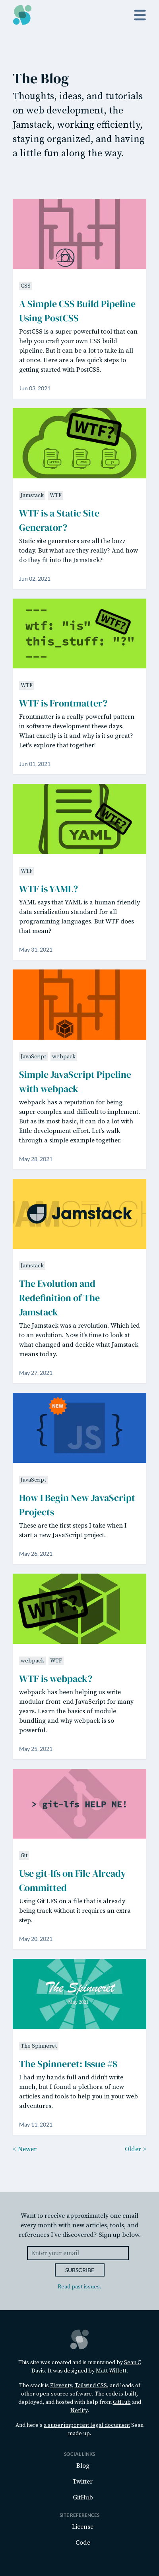 The Blog
Thoughts, ideas, and tutorials
on web development, the
Jamstack, working efficiently,
staying organized, and having
a little fun along the way.
CSS
A Simple CSS Build Pipeline
Using PostCSS
PostCSS is a super powerful tool that can
help you craft your own CSS build
pipeline. But it can be a lot to take in all
at once. Here are a few quick steps to
getting started with PostCSS.
Jun 03, 2021
WTF?
Jamstack WTF
WTF is a Static Site
Generator?
Static site generators are all the buzz
today. But what are they really? And how
do they fit into the Jamstack?
Jun 02, 2021
---
wtf: "is"
this_stuff: "?"
---
WTF?
WTF
WTF is Frontmatter?
Frontmatter is a really powerful pattern
in software development these days.
What exactly is it and why is it so great?
Let's explore that together!
Jun 01, 2021
WTF?
YAML
WTF
WTF is YAML?
YAML says that YAML is a human friendly
data serialization standard for all
programming languages. But WTF does
that mean?
May 31, 2021
JavaScript webpack
Simple JavaScript Pipeline
with webpack
webpack has a reputation for being
super complex and difficult to implement.
But as its most basic, it can do a lot with
little development effort. Let's walk
through a simple example together.
May 28, 2021
Jamstack
Jamstack
The Evolution and
Redefinition of The
Jamstack
The Jamstack was a revolution. Which led
to an evolution. Now it's time to look at
what changed and decide what Jamstack
means today.
May 27, 2021
NEW
{ JS }
JavaScript
How I Begin New JavaScript
Projects
These are the first steps I take when I
start a new JavaScript project.
May 26, 2021
WTF?
webpack WTF
WTF is webpack?
webpack has been helping us write
modular front-end JavaScript for many
years. Learn the basics of module
bundling and why webpack is so
powerful.
May 25, 2021
> git-lfs HELP ME!
Git
Use git-lfs on File Already
Committed
Using Git LFS on a file that is already
being track without it requires an extra
step.
May 20, 2021
The Spinneret
May 2021
The Spinneret
The Spinneret: Issue #8
I had my hands full and didn't write
much, but I found a plethora of new
articles and tools to help you in your web
adventures.
May 11, 2021
< Newer
Older >
Want to receive approximately one email
every month with new articles, tools, or
references I've discovered? Sign up below.
Enter your email
SUBSCRIBE
Read past issues.
This site was created and is maintained by Sean C
Davis. It was designed by Matt Willett.
The stack is Eleventy, Tailwind CSS, and loads of
other open-source software. The code is built,
deployed, and hosted with help from GitHub and
Netlify.
And here's a super important legal document Sean
made up.
SOCIAL LINKS
Blog
Twitter
GitHub
SITE REFERENCES
License
Code